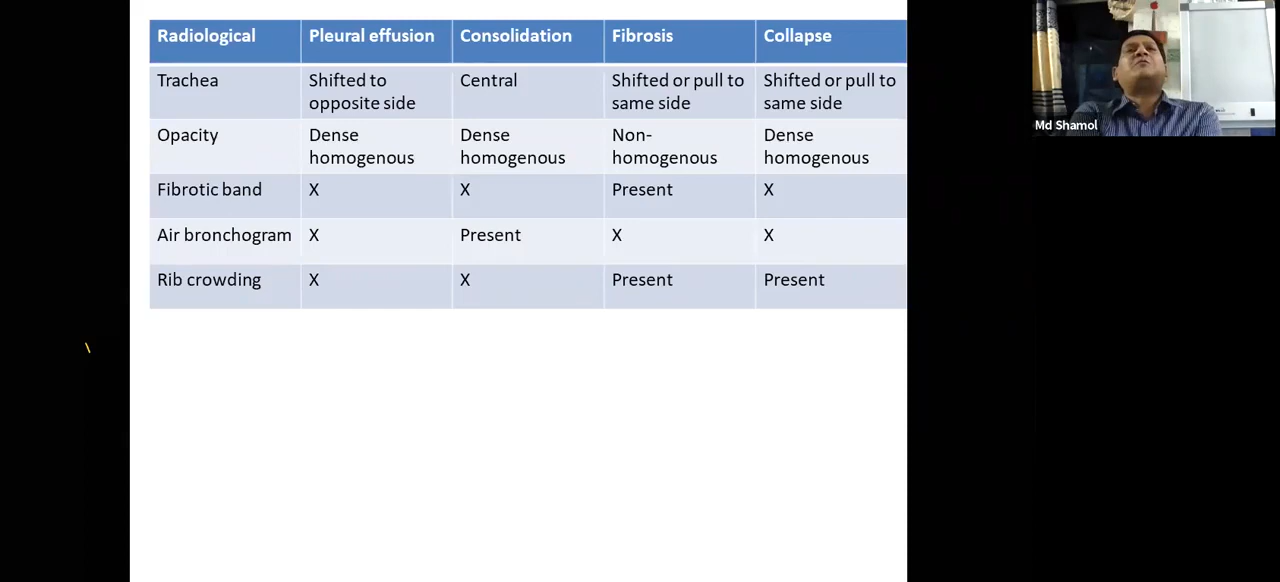 Radiological Pleural effusion Consolidation Fibrosis Collapse
Trachea Shifted to opposite side Central Shifted or pull to same side Shifted or pull to same side
Opacity Dense homogenous Dense homogenous Non-homogenous Dense homogenous
Fibrotic band X X Present X
Air bronchogram X Present X X
Rib crowding X X Present Present
Md Shamol